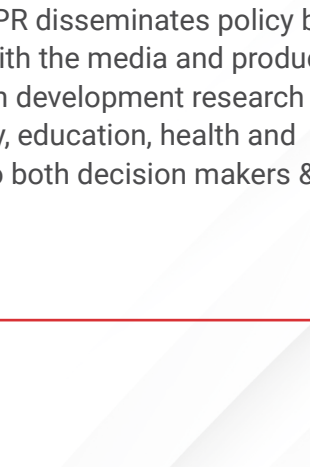 PR disseminates policy b
ith the media and produc
n development research
y, education, health and
o both decision makers &